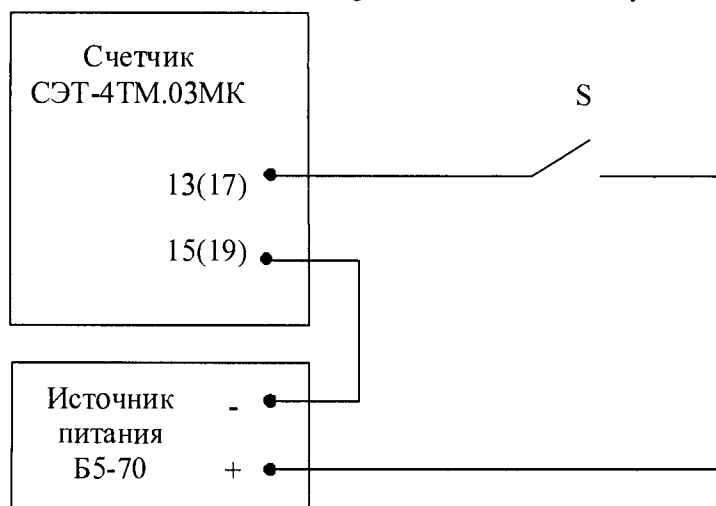 Счетчик
СЭТ-4ТМ.03МК
S
13(17)
15(19)
Источник
питания
Б5-70
-
+